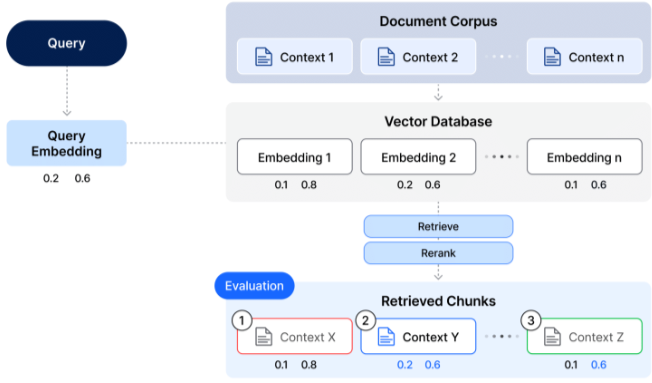 Query
Query
Embedding
0.2 0.6
Document Corpus
Context 1 Context 2 Context n
Vector Database
Embedding 1 Embedding 2 Embedding n
0.1 0.8 0.2 0.6 0.1 0.6
Retrieve
Rerank
Evaluation
Retrieved Chunks
1 Context X 2 Context Y 3 Context Z
0.1 0.8 0.2 0.6 0.1 0.6